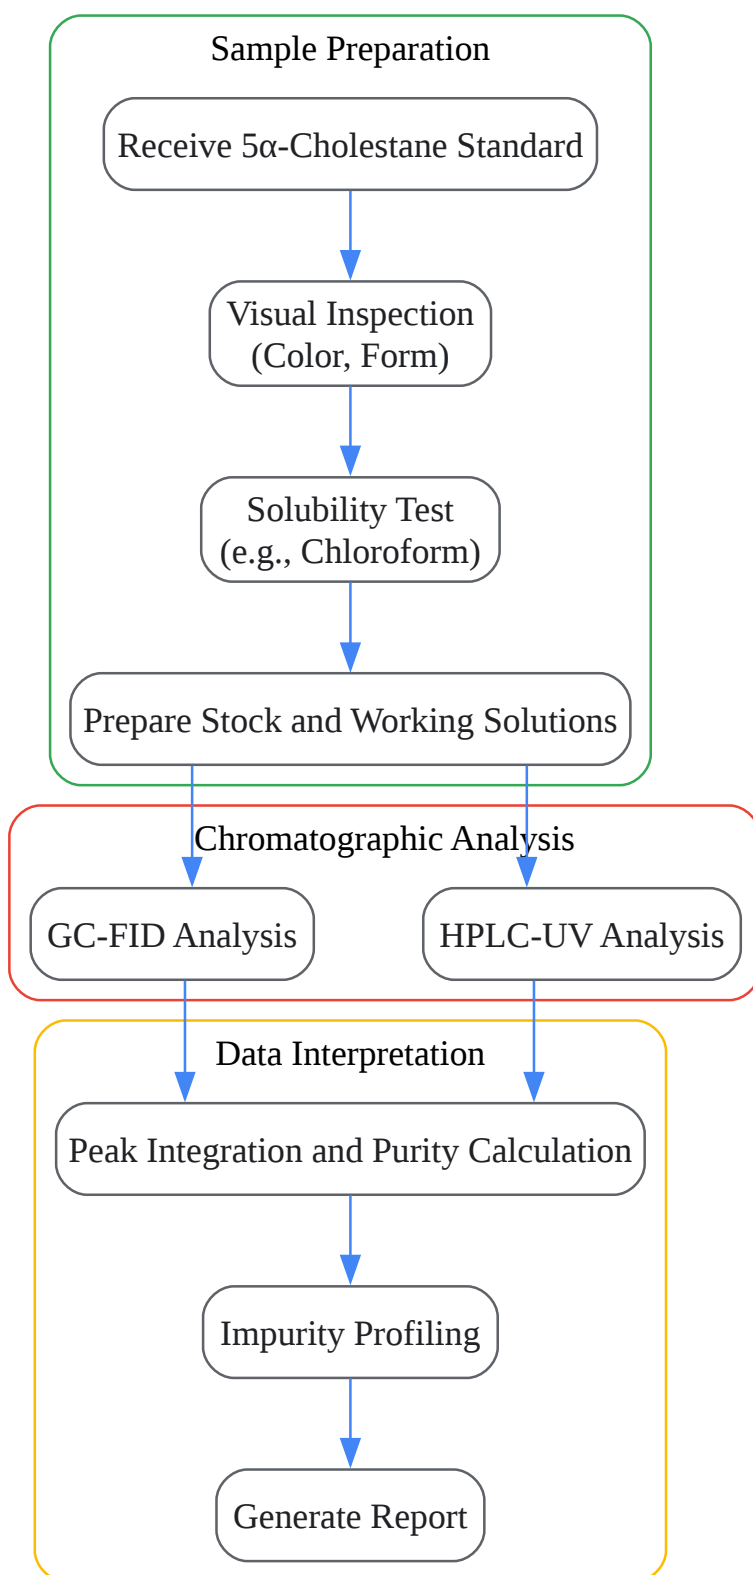 Sample Preparation
Receive 5α-Cholestane Standard
Visual Inspection
(Color, Form)
Solubility Test
(e.g., Chloroform)
Prepare Stock and Working Solutions
Chromatographic Analysis
GC-FID Analysis
HPLC-UV Analysis
Data Interpretation
Peak Integration and Purity Calculation
Impurity Profiling
Generate Report